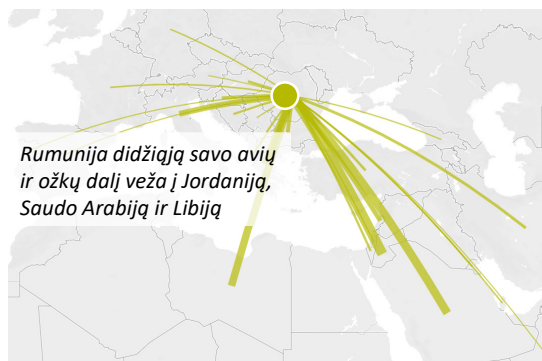 Rumunija didžiąją savo avių
ir ožkų dalį veža į Jordaniją,
Saudo Arabiją ir Libiją